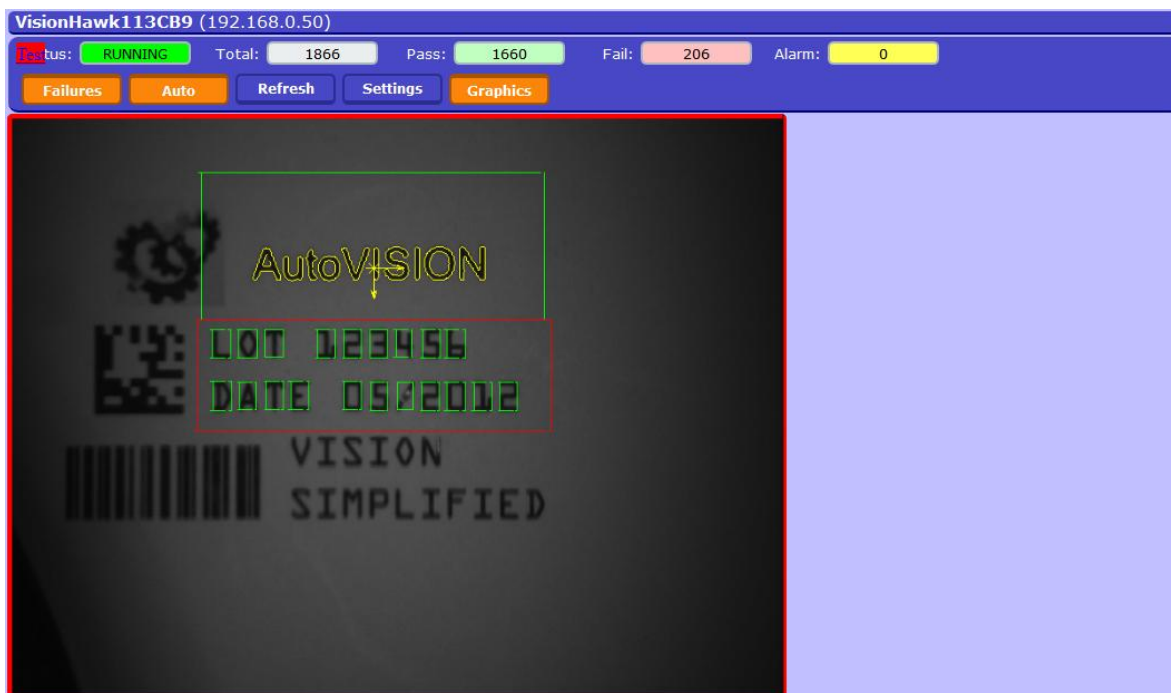 VisionHawk113CB9 (192.168.0.50)
Test tus: RUNNING Total: 1866 Pass: 1660 Fail: 206 Alarm: 0
Failures Auto Refresh Settings Graphics
AutoVISION
LOT 123456
DATE 05/2012
VISION
SIMPLIFIED